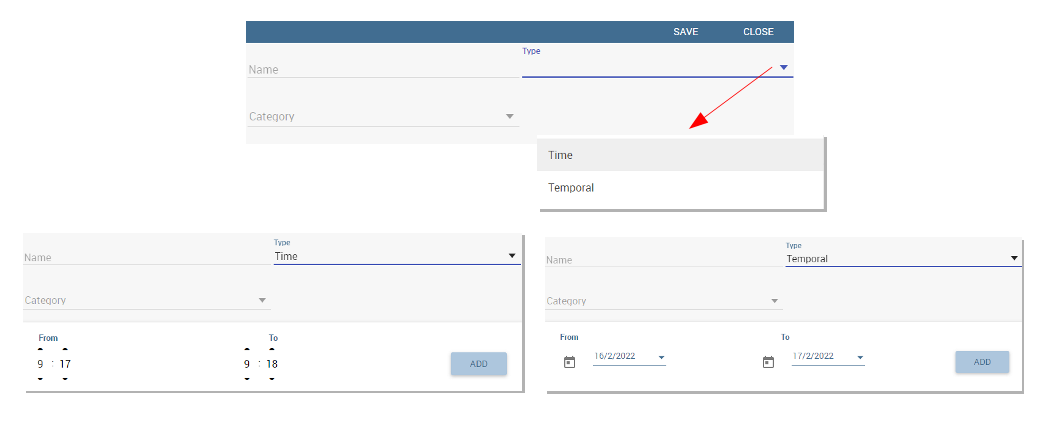 SAVE CLOSE
Type
Name
Category
Time
Temporal
Type
Name Time
Category
From To
9 : 17 9 : 18 ADD
Type
Name Temporal
Category
From To
16/2/2022 17/2/2022 ADD